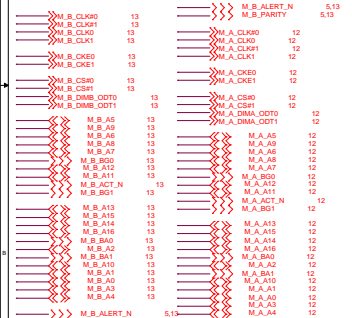 M_B_ALERT_N 5,13
M_B_PARITY 5,13
M_B_CLK#0 13
M_B_CLK#1 13
M_B_CLK0 13
M_B_CLK1 13
M_B_CKE0 13
M_B_CKE1 13
M_B_CS#0 13
M_B_CS#1
M_B_DIMB_ODT0 13
M_B_DIMB_ODT1 13
M_B_A5 13
M_B_A9 13
M_B_A6 13
M_B_A8 13
M_B_A7 13
M_B_BG0 13
M_B_A12 13
M_B_A11 13
M_B_ACT_N 13
M_B_BG1 13
M_B_A13 13
M_B_A15 13
M_B_A14 13
M_B_A16 13
M_B_BA0 13
M_B_A2 13
M_B_BA1 13
M_B_A10 13
M_B_A1 13
M_B_A0 13
M_B_A3 13
M_B_A4 13
M_B_ALERT_N 5,13
M_A_CLK#0 12
M_A_CLK0 12
M_A_CLK#1 12
M_A_CLK1 12
M_A_CKE0 12
M_A_CKE1 12
M_A_CS#0 12
M_A_CS#1 12
M_A_DIMA_ODT0 12
M_A_DIMA_ODT1 12
M_A_A5 12
M_A_A9 12
M_A_A6 12
M_A_A8 12
M_A_A7 12
M_A_BG0 12
M_A_A12 12
M_A_A11 12
M_A_ACT_N 12
M_A_BG1 12
M_A_A13 12
M_A_A15 12
M_A_A14 12
M_A_A16 12
M_A_BA0 12
M_A_A2 12
M_A_BA1 12
M_A_A10 12
M_A_A1 12
M_A_A0 12
M_A_A3 12
M_A_A4 12
B